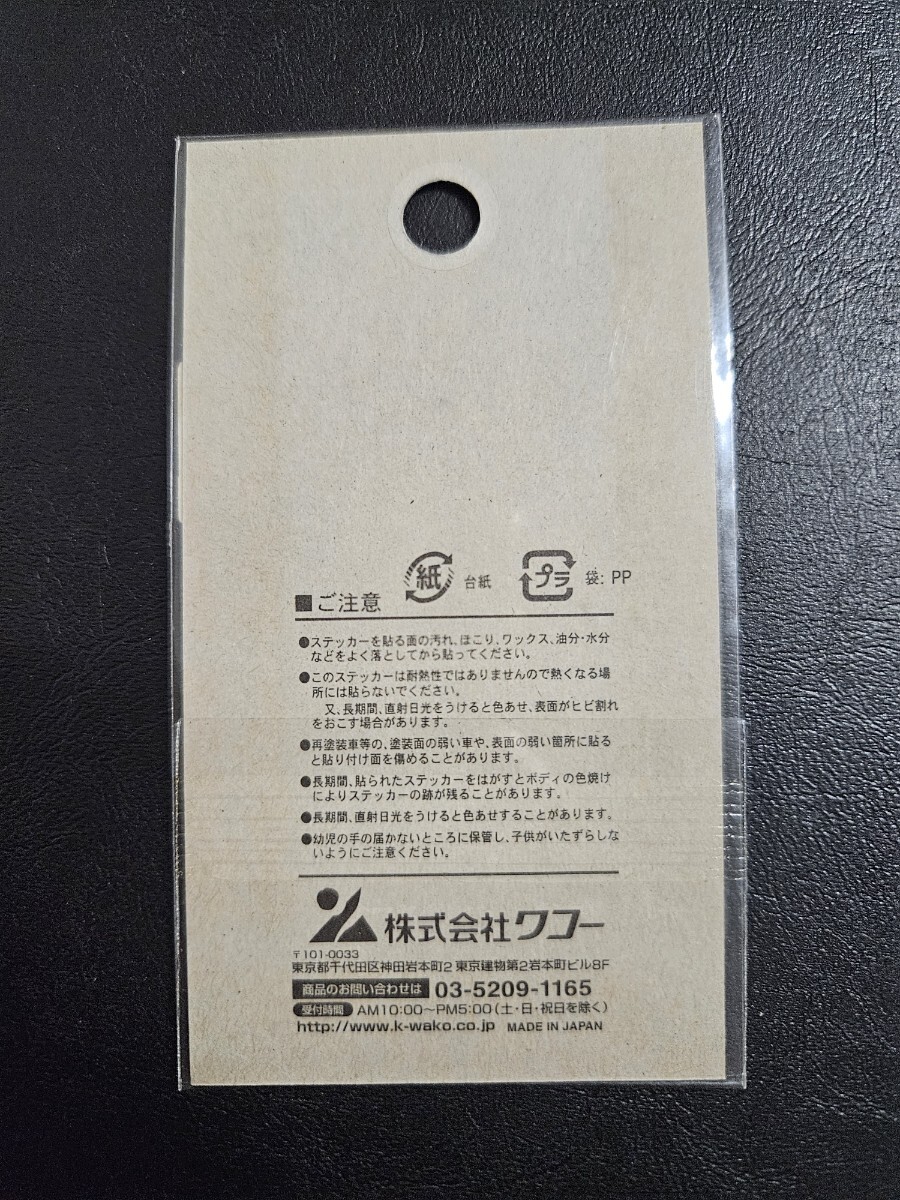 紙 台紙 プラ 袋: PP
■ご注意
●ステッカーを貼る面の汚れ、ほこり、ワックス、油分・水分
などをよく落としてから貼ってください。
●このステッカーは耐熱性ではありませんので熱くなる場
所には貼らないでください。
又、長期間、直射日光をうけると色あせ、表面がヒビ割れ
をおこす場合があります。
●再塗装車等の、塗装面の弱い車や、表面の弱い箇所に貼る
と貼り付け面を傷めることがあります。
●長期間、貼られたステッカーをはがすとボディの色焼け
によりステッカーの跡が残ることがあります。
●長期間、直射日光をうけると色あせすることがあります。
●幼児の手の届かないところに保管し、子供がいたずらしな
いようにご注意ください。
株式会社ワコー
〒101-0033
東京都千代田区神田岩本町2 東京建物第2岩本町ビル8F
商品のお問い合わせは 03-5209-1165
受付時間 AM10:00〜PM5:00(土・日・祝日を除く)
http://www.k-wako.co.jp MADE IN JAPAN